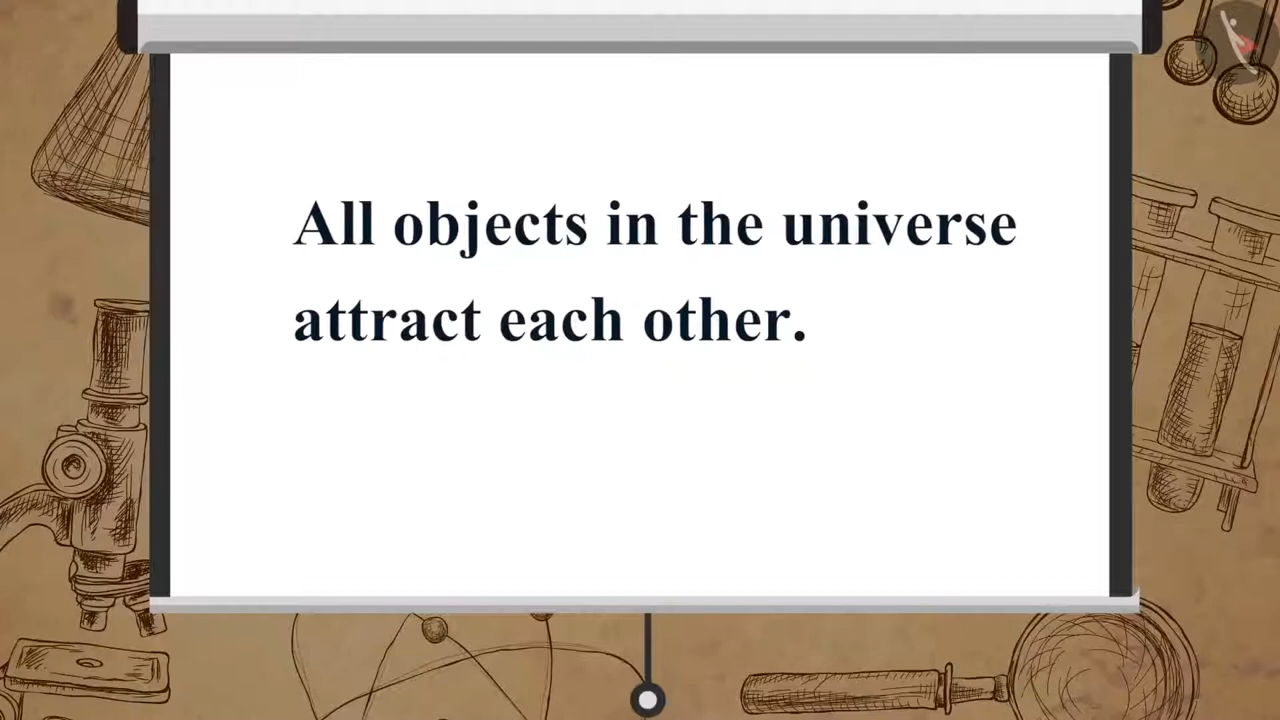 All objects in the universe
attract each other.